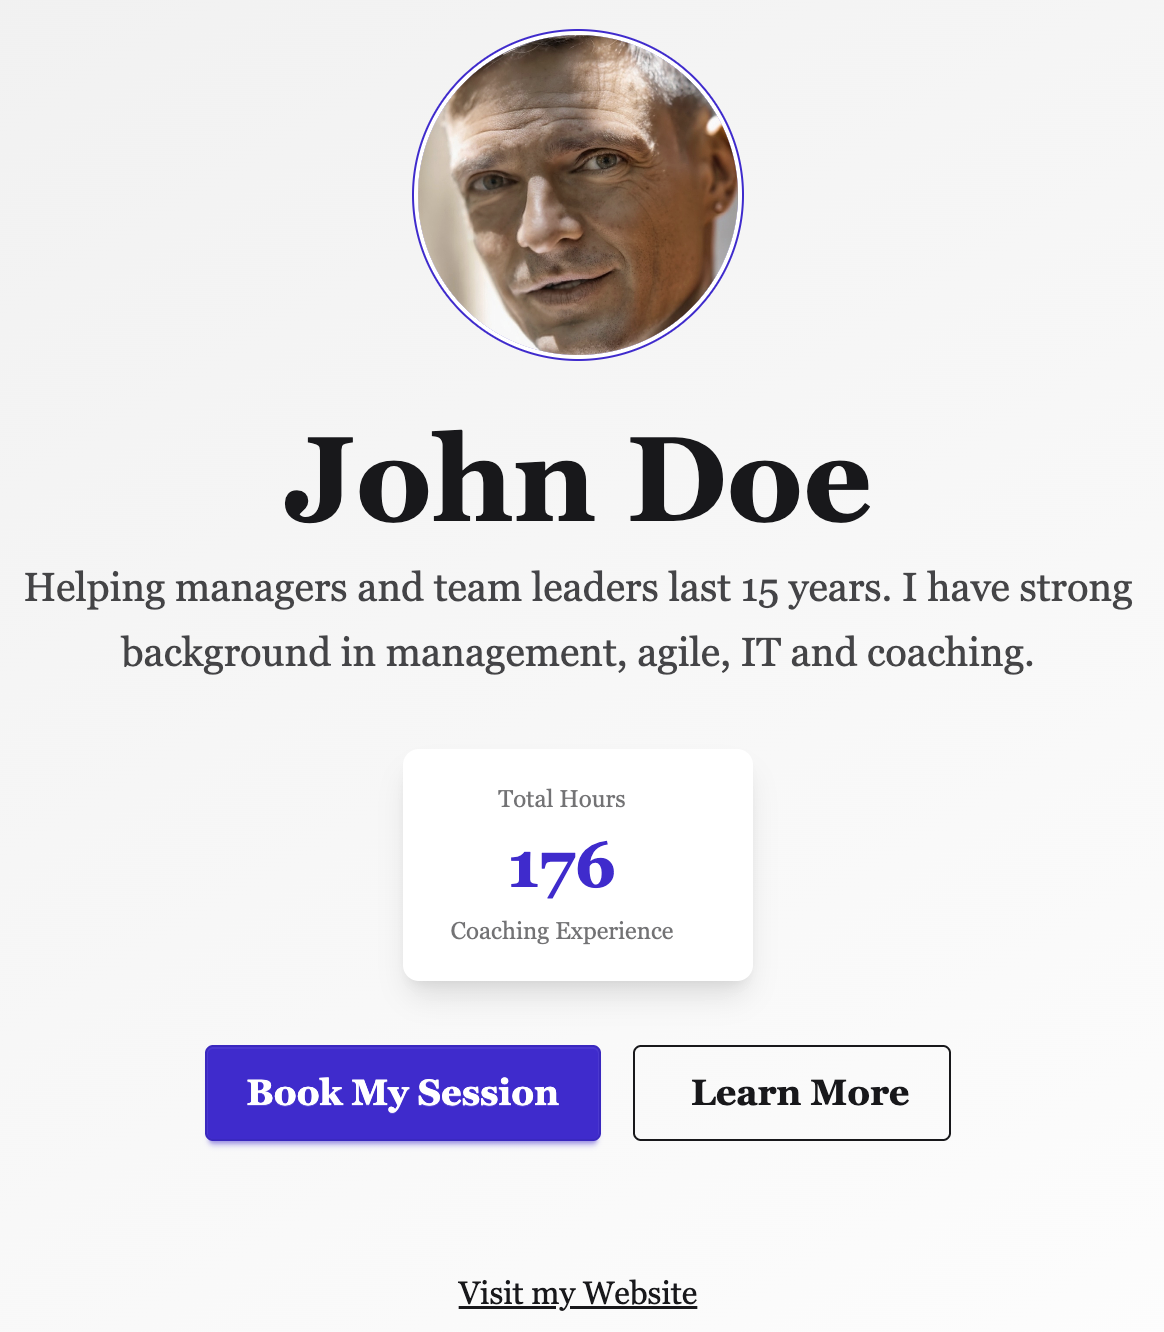 John Doe
Helping managers and team leaders last 15 years. I have strong
background in management, agile, IT and coaching.
Total Hours
176
Coaching Experience
Book My Session
Learn More
Visit my Website